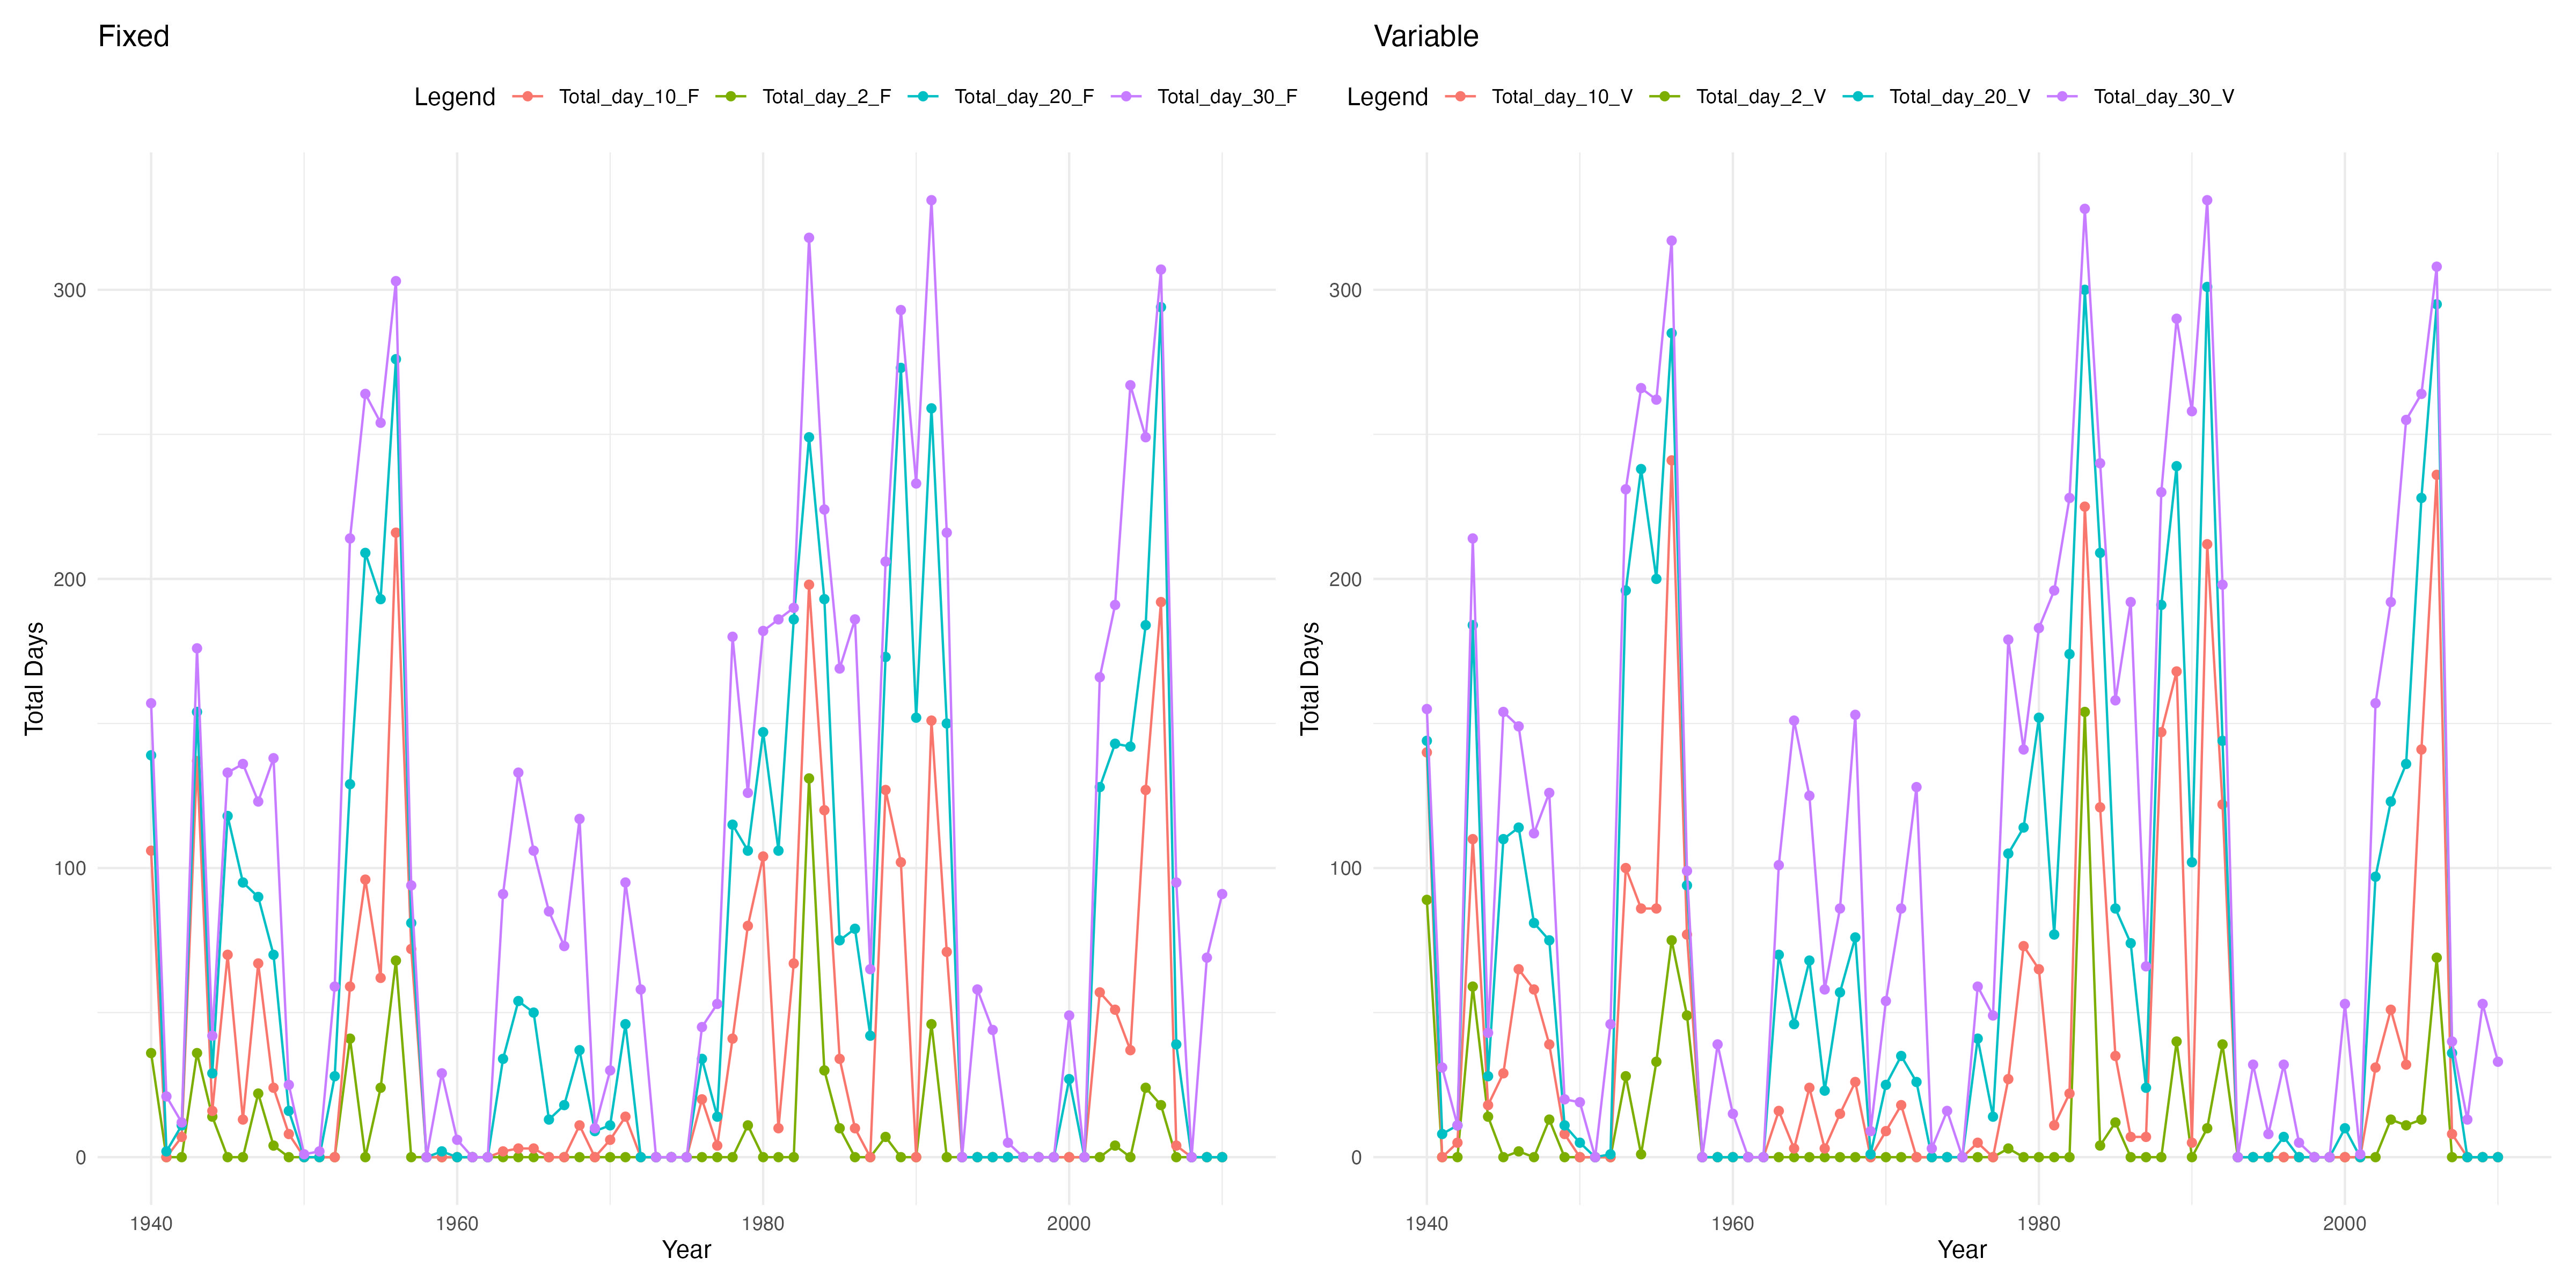 Fixed
Legend Total_day_10_F Total_day_2_F Total_day_20_F Total_day_30_F
Total Days
300
200
100
0
1940 1960 1980 2000
Year
Variable
Legend Total_day_10_V Total_day_2_V Total_day_20_V Total_day_30_V
Total Days
300
200
100
0
1940 1960 1980 2000
Year